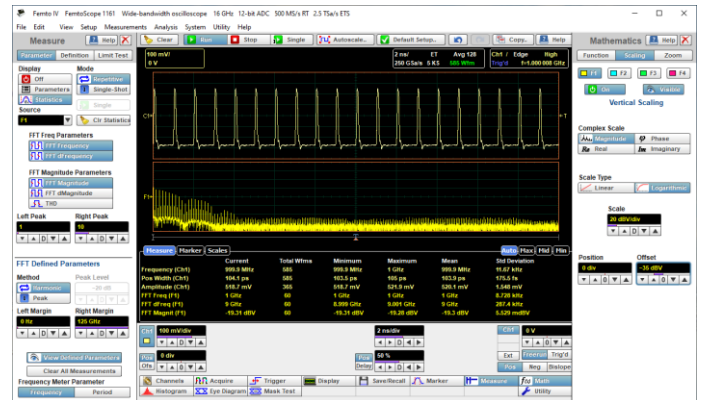 Femto IV FemtoScope 1161 Wide-bandwidth oscilloscope 16 GHz 12-bit ADC 500 MS/s RT 2.5 TSa/s ETS
File Edit View Setup Measurements Analysis System Utility Help
Measure Help
Clear Run Stop Single Autoscale.. Default Setup.. Copy.. Help
Mathematics Help
Parameter Definition Limit Test
100 mV/
0 V
2 ns/ ET Avg 128
250 GSa/s 5 KS 585 Wfm
Ch1 / Edge High
Trig'd f=1.000 008 GHz
Function Scaling Zoom
Display Mode
Off Repetitive
Parameters Single-Shot
Statistics Single
Source
F1 Clr Statistics
F1 F2 F3 F4
On Visible
Vertical Scaling
FFT Freq Parameters
FFT Frequency
FFT dFrequency
Complex Scale
Magnitude Phase
Re Real Im Imaginary
FFT Magnitude Parameters
FFT Magnitude
FFT dMagnitude
THD
Scale Type
Linear Logarithmic
Scale
20 dBV/div
Left Peak Right Peak
1 10
Position Offset
0 div -35 dBV
FFT Defined Parameters
Method Peak Level
Harmonic -20 dB
Peak
Left Margin Right Margin
0 Hz 125 GHz
View Defined Parameters
Clear All Measurements
Frequency Meter Parameter
Frequency Period
Measure Marker Scales Auto Max Mid Min
Current Total Wfms Minimum Maximum Mean Std Deviation
Frequency (Ch1) 999.9 MHz 585 999.9 MHz 1 GHz 999.9 MHz 11.67 kHz
Pos Width (Ch1) 104.1 ps 585 103.5 ps 105 ps 103.9 ps 175.5 fs
Amplitude (Ch1) 518.7 mV 365 518.7 mV 521.9 mV 520.1 mV 1.548 mV
FFT Freq (F1) 1 GHz 60 1 GHz 1 GHz 1 GHz 8.728 kHz
FFT dFreq (F1) 9 GHz 60 8.999 GHz 9.001 GHz 9 GHz 287.4 kHz
FFT Magnit (F1) -19.31 dBV 60 -19.31 dBV -19.28 dBV -19.3 dBV 5.529 mdBV
Ch1 100 mV/div 2 ns/div Ch1 0 V
Pos 0 div Pos 50 % Ext Freerun Trig'd
Ofs Delay Pos Neg Bislope
Channels Acquire Trigger Display Save/Recall Marker Measure Math
Histogram Eye Diagram Mask Test Utility